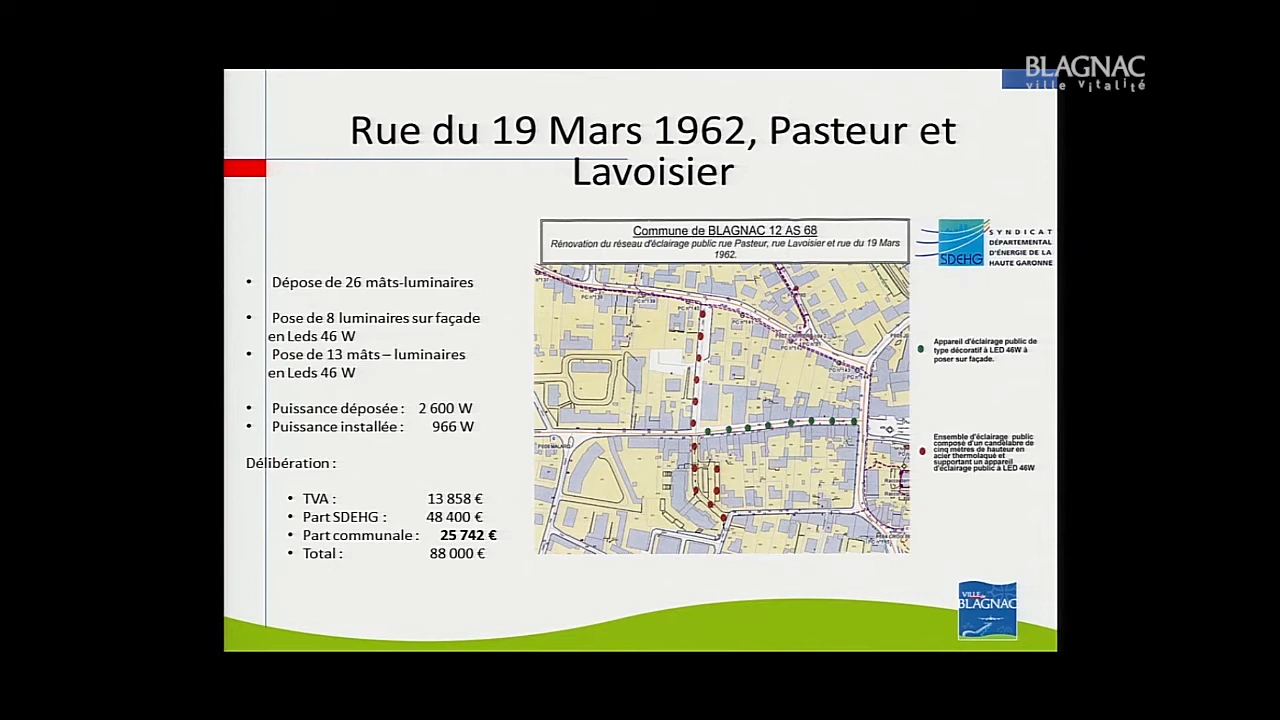 BLAGNAC
ville vitalité
Rue du 19 Mars 1962, Pasteur et
Lavoisier
Commune de BLAGNAC 12 AS 68
Rénovation du réseau d'éclairage public rue Pasteur, rue Lavoisier et rue du 19 Mars
1962.
SDEHG
SYNDICAT
DÉPARTEMENTAL
D'ÉNERGIE DE LA
HAUTE GARONNE
• Dépose de 26 mâts-luminaires
• Pose de 8 luminaires sur façade
en Leds 46 W
• Pose de 13 mâts – luminaires
en Leds 46 W
• Puissance déposée : 2 600 W
• Puissance installée : 966 W
Délibération :
• TVA : 13 858 €
• Part SDEHG : 48 400 €
• Part communale : 25 742 €
• Total : 88 000 €
Appareil d'éclairage public de
type décoratif à LED 46W à
poser sur façade.
Ensemble d'éclairage public
composé d'un candélabre de
cinq mètres de hauteur en
acier thermolaqué et
supportant un appareil
d'éclairage public à LED 46W
VILLE de
BLAGNAC